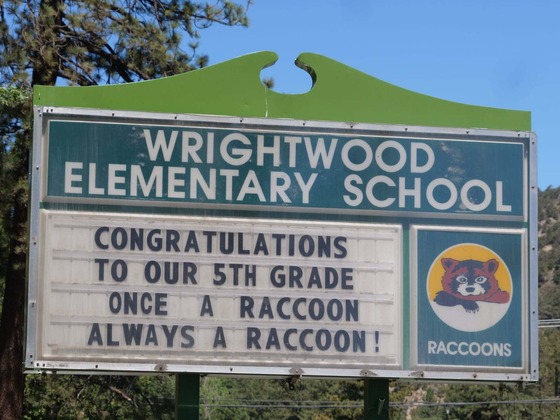 WRIGHTWOOD
ELEMENTARY SCHOOL
CONGRATULATIONS
TO OUR 5TH GRADE
ONCE A RACCOON
ALWAYS A RACCOON!
RACCOONS